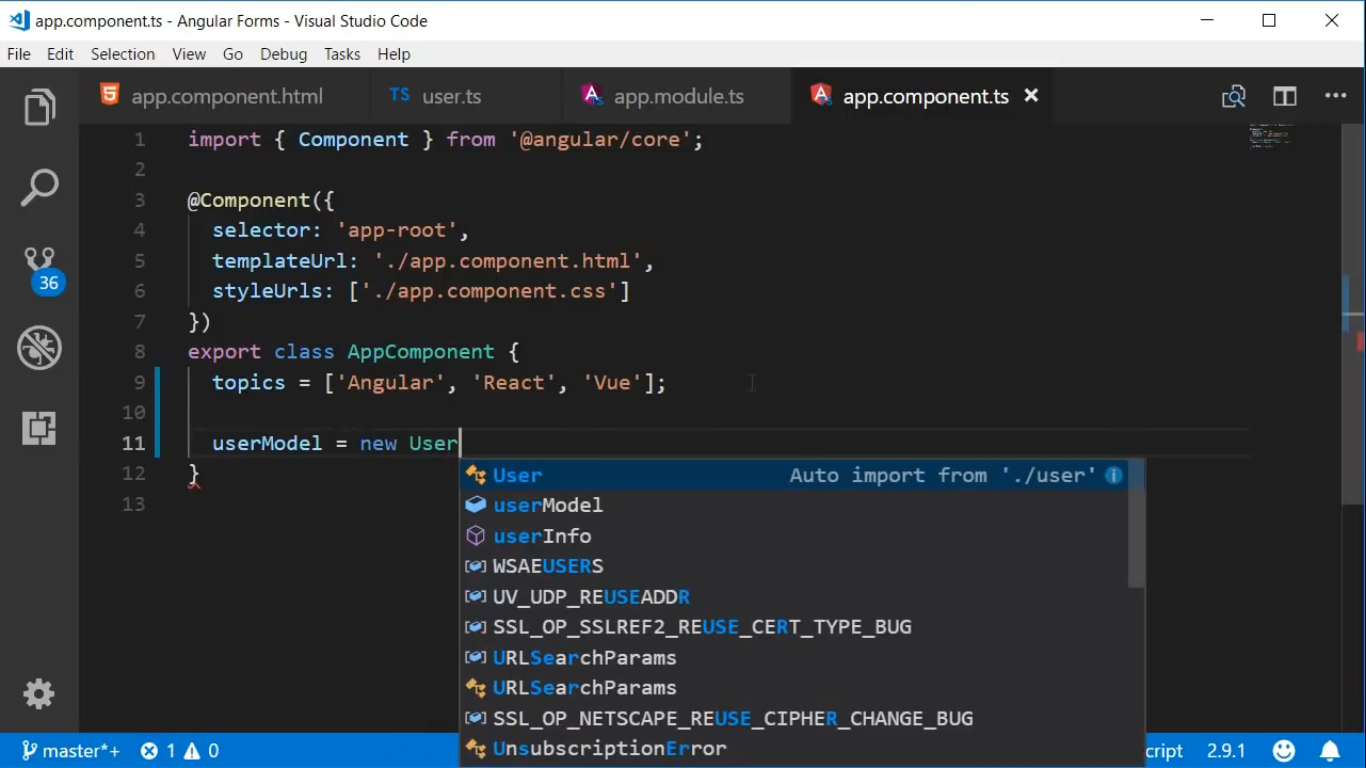 app.component.ts - Angular Forms - Visual Studio Code
File Edit Selection View Go Debug Tasks Help
app.component.html TS user.ts app.module.ts app.component.ts
1 import { Component } from '@angular/core';
2
3 @Component({
4 selector: 'app-root',
5 templateUrl: './app.component.html',
6 styleUrls: ['./app.component.css']
7 })
8 export class AppComponent {
9 topics = ['Angular', 'React', 'Vue'];
10
11 userModel = new User
12 }
13
User Auto import from './user'
userModel
userInfo
WSAEUSERS
UV_UDP_REUSEADDR
SSL_OP_SSLREF2_REUSE_CERT_TYPE_BUG
URLSearchParams
URLSearchParams
SSL_OP_NETSCAPE_REUSE_CIPHER_CHANGE_BUG
UnsubscriptionError
36
master*+ 1 0 cript 2.9.1